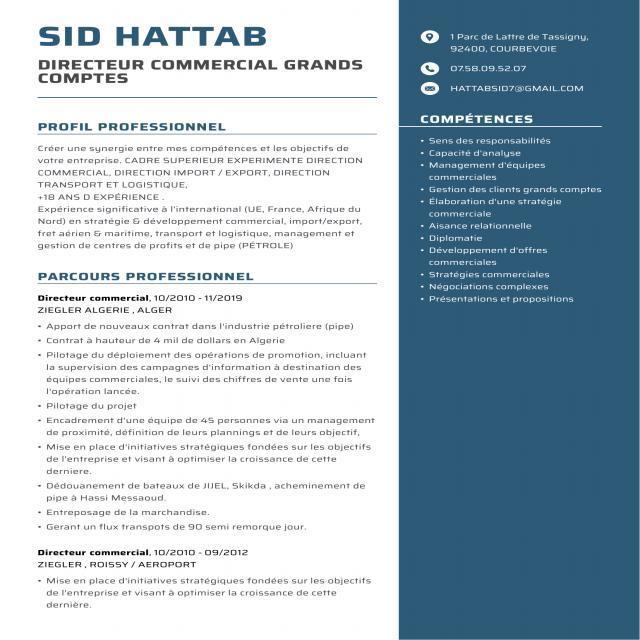 SID HATTAB
DIRECTEUR COMMERCIAL GRANDS
COMPTES
PROFIL PROFESSIONNEL
Créer une synergie entre mes compétences et les objectifs de
votre entreprise. CADRE SUPERIEUR EXPERIMENTE DIRECTION
COMMERCIAL, DIRECTION IMPORT / EXPORT, DIRECTION
TRANSPORT ET LOGISTIQUE,
+18 ANS D EXPÉRIENCE .
Expérience significative à l'international (UE, France, Afrique du
Nord) en stratégie & développement commercial, import/export,
fret aérien & maritime, transport et logistique, management et
gestion de centres de profits et de pipe (PÉTROLE)
PARCOURS PROFESSIONNEL
Directeur commercial, 10/2010 - 11/2019
ZIEGLER ALGERIE , ALGER
• Apport de nouveaux contrat dans l'industrie pétroliere (pipe)
• Contrat à hauteur de 4 mil de dollars en Algerie
• Pilotage du déploiement des opérations de promotion, incluant
la supervision des campagnes d'information à destination des
équipes commerciales, le suivi des chiffres de vente une fois
l'opération lancée.
• Pilotage du projet
• Encadrement d'une équipe de 45 personnes via un management
de proximité, définition de leurs plannings et de leurs objectif,
• Mise en place d'initiatives stratégiques fondées sur les objectifs
de l'entreprise et visant à optimiser la croissance de cette
derniere.
• Dédouanement de bateaux de JIJEL, Skikda , acheminement de
pipe à Hassi Messaoud.
• Entreposage de la marchandise.
• Gerant un flux transpots de 90 semi remorque jour.
Directeur commercial, 10/2010 - 09/2012
ZIEGLER , ROISSY / AEROPORT
• Mise en place d'initiatives stratégiques fondées sur les objectifs
de l'entreprise et visant à optimiser la croissance de cette
dernière.
1 Parc de Lattre de Tassigny,
92400, COURBEVOIE
07.58.09.52.07
HATTABSID7@GMAIL.COM
COMPÉTENCES
• Sens des responsabilités
• Capacité d'analyse
• Management d'équipes
commerciales
• Gestion des clients grands comptes
• Élaboration d'une stratégie
commerciale
• Aisance relationnelle
• Diplomatie
• Développement d'offres
commerciales
• Stratégies commerciales
• Négociations complexes
• Présentations et propositions